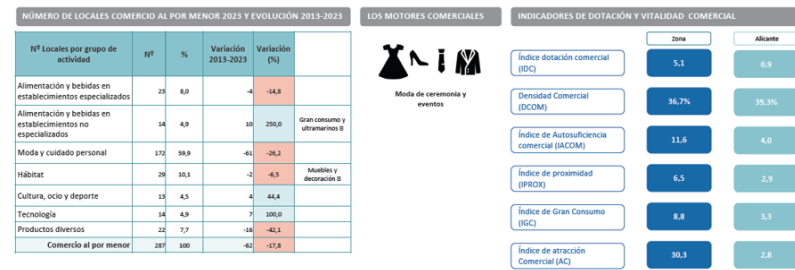 NÚMERO DE LOCALES COMERCIO AL POR MENOR 2023 Y EVOLUCIÓN 2013-2023
Nº Locales por grupo de
actividad
Nº
%
Variación
2013-2023
Variación
(%)
Alimentación y bebidas en
establecimientos especializados
23
8,0
-4
-14,8
Alimentación y bebidas en
establecimientos no
especializados
14
4,9
10
250,0
Gran consumo y
ultramarinos
Moda y cuidado personal
172
59,9
-61
-26,2
Hábitat
29
10,1
-2
-6,5
Muebles y
decoración
Cultura, ocio y deporte
13
4,5
4
44,4
Tecnología
14
4,9
7
100,0
Productos diversos
22
7,7
-16
-42,1
Comercio al por menor
287
100
-62
-17,8
LOS MOTORES COMERCIALES
Moda de ceremonia y
eventos
INDICADORES DE DOTACIÓN Y VITALIDAD COMERCIAL
Zona
Alicante
Índice dotación comercial
(IDC)
5,1
0,9
Densidad Comercial
(DCOM)
36,7%
39,3%
Índice de Autosuficiencia
comercial (IACOM)
11,6
4,0
Índice de proximidad
(IPROX)
6,5
2,9
Índice de Gran Consumo
(IGC)
8,8
3,3
Índice de atracción
Comercial (AC)
30,3
2,8